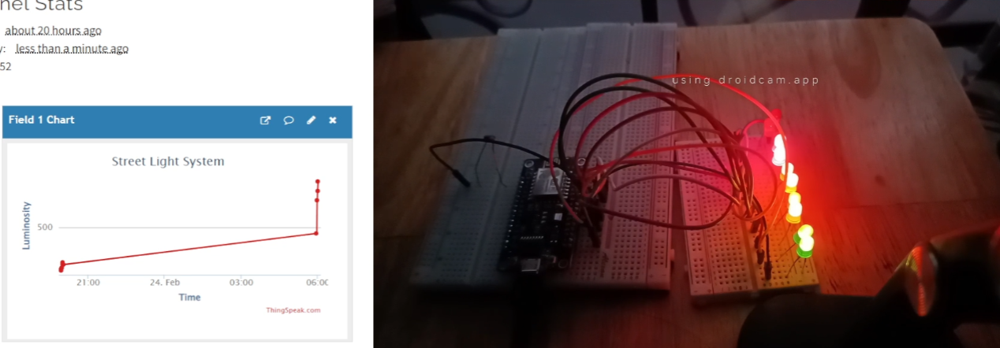 nel Stats
about 20 hours ago
y: less than a minute ago
52
Field 1 Chart
Street Light System
Luminosity
500
21:00
24. Feb
03:00
06:00
Time
ThingSpeak.com
using droidcam.app